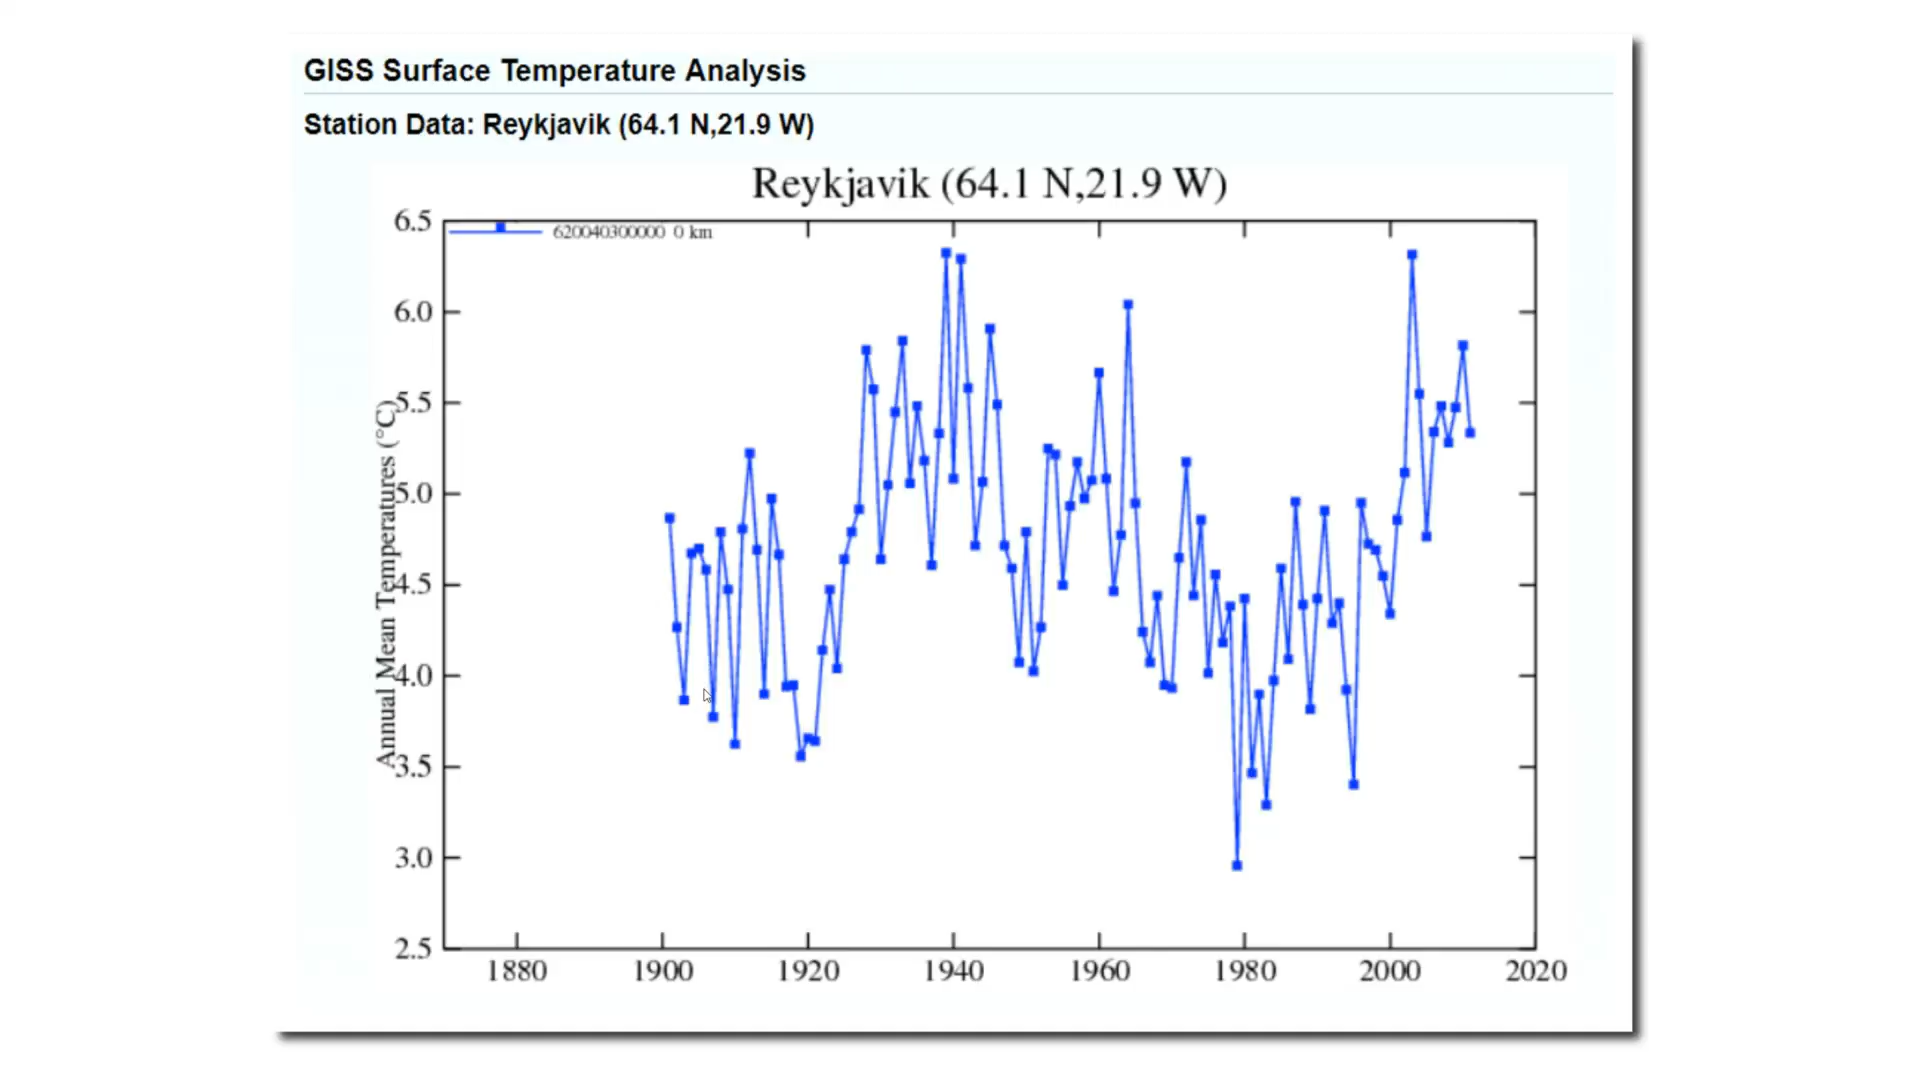 GISS Surface Temperature Analysis
Station Data: Reykjavik (64.1 N,21.9 W)
Reykjavik (64.1 N,21.9 W)
620040300000 0 km
Annual Mean Temperatures (°C)
6.5
6.0
5.5
5.0
4.5
4.0
3.5
3.0
2.5
1880 1900 1920 1940 1960 1980 2000 2020